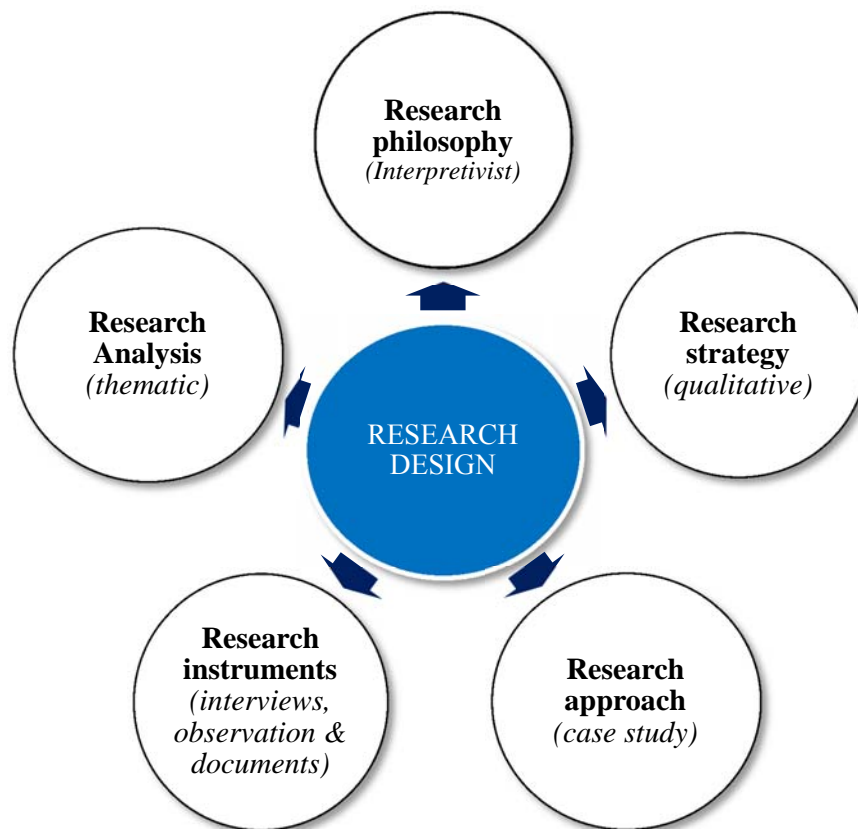 Research
philosophy
(Interpretivist)
Research
Analysis
(thematic)
Research
strategy
(qualitative)
RESEARCH
DESIGN
Research
instruments
(interviews,
observation &
documents)
Research
approach
(case study)